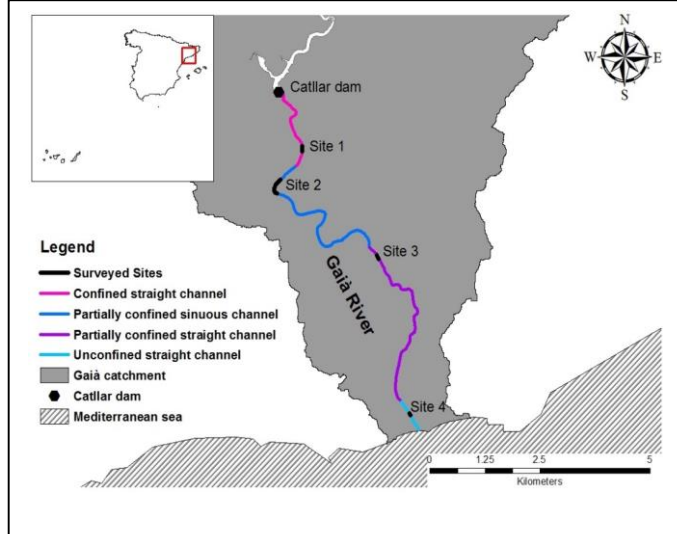 N
W E
S
Catllar dam
Site 1
Site 2
Site 3
Gaià River
Site 4
Legend
Surveyed Sites
Confined straight channel
Partially confined sinuous channel
Partially confined straight channel
Unconfined straight channel
Gaià catchment
Catllar dam
Mediterranean sea
0 1.25 2.5 5
Kilometers